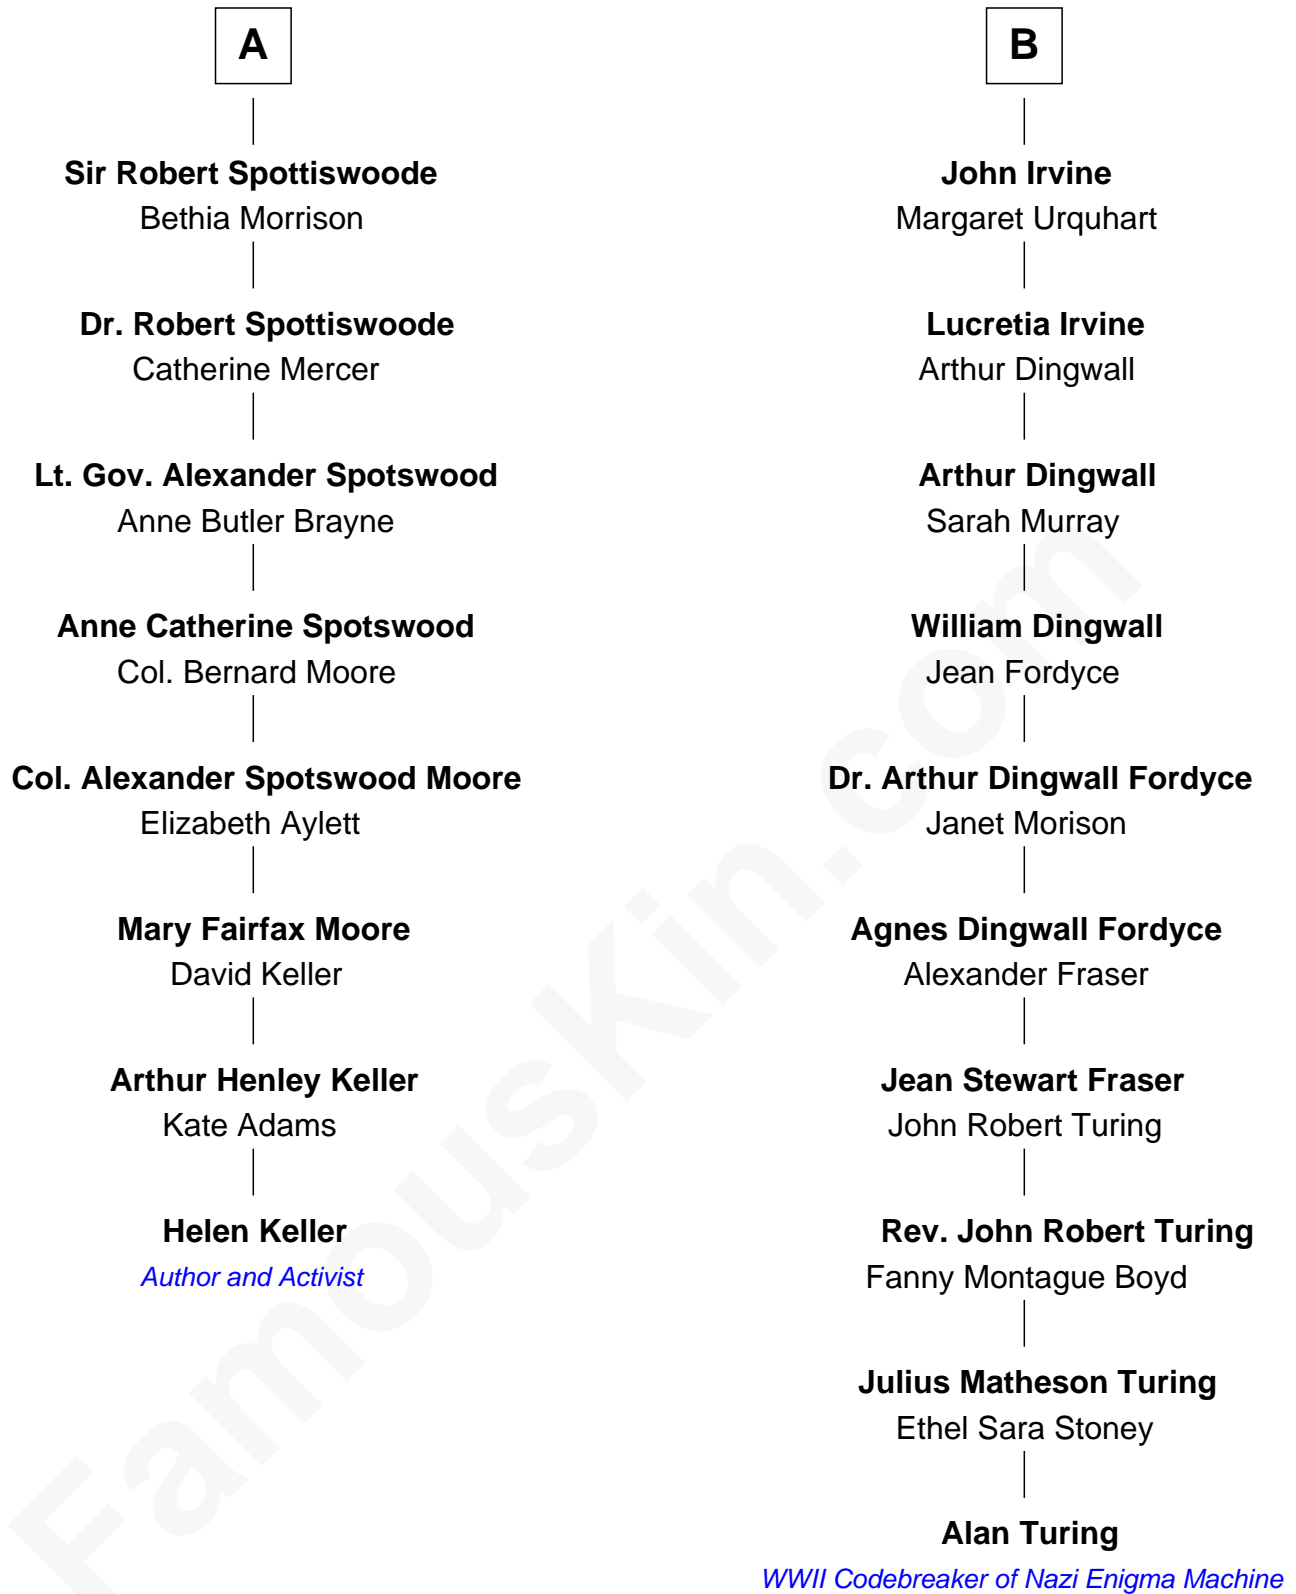 A
Sir Robert Spottiswoode
Bethia Morrison
Dr. Robert Spottiswoode
Catherine Mercer
Lt. Gov. Alexander Spotswood
Anne Butler Brayne
Anne Catherine Spotswood
Col. Bernard Moore
Col. Alexander Spotswood Moore
Elizabeth Aylett
Mary Fairfax Moore
David Keller
Arthur Henley Keller
Kate Adams
Helen Keller
Author and Activist
B
John Irvine
Margaret Urquhart
Lucretia Irvine
Arthur Dingwall
Arthur Dingwall
Sarah Murray
William Dingwall
Jean Fordyce
Dr. Arthur Dingwall Fordyce
Janet Morison
Agnes Dingwall Fordyce
Alexander Fraser
Jean Stewart Fraser
John Robert Turing
Rev. John Robert Turing
Fanny Montague Boyd
Julius Matheson Turing
Ethel Sara Stoney
Alan Turing
WWII Codebreaker of Nazi Enigma Machine
FamousKin.com